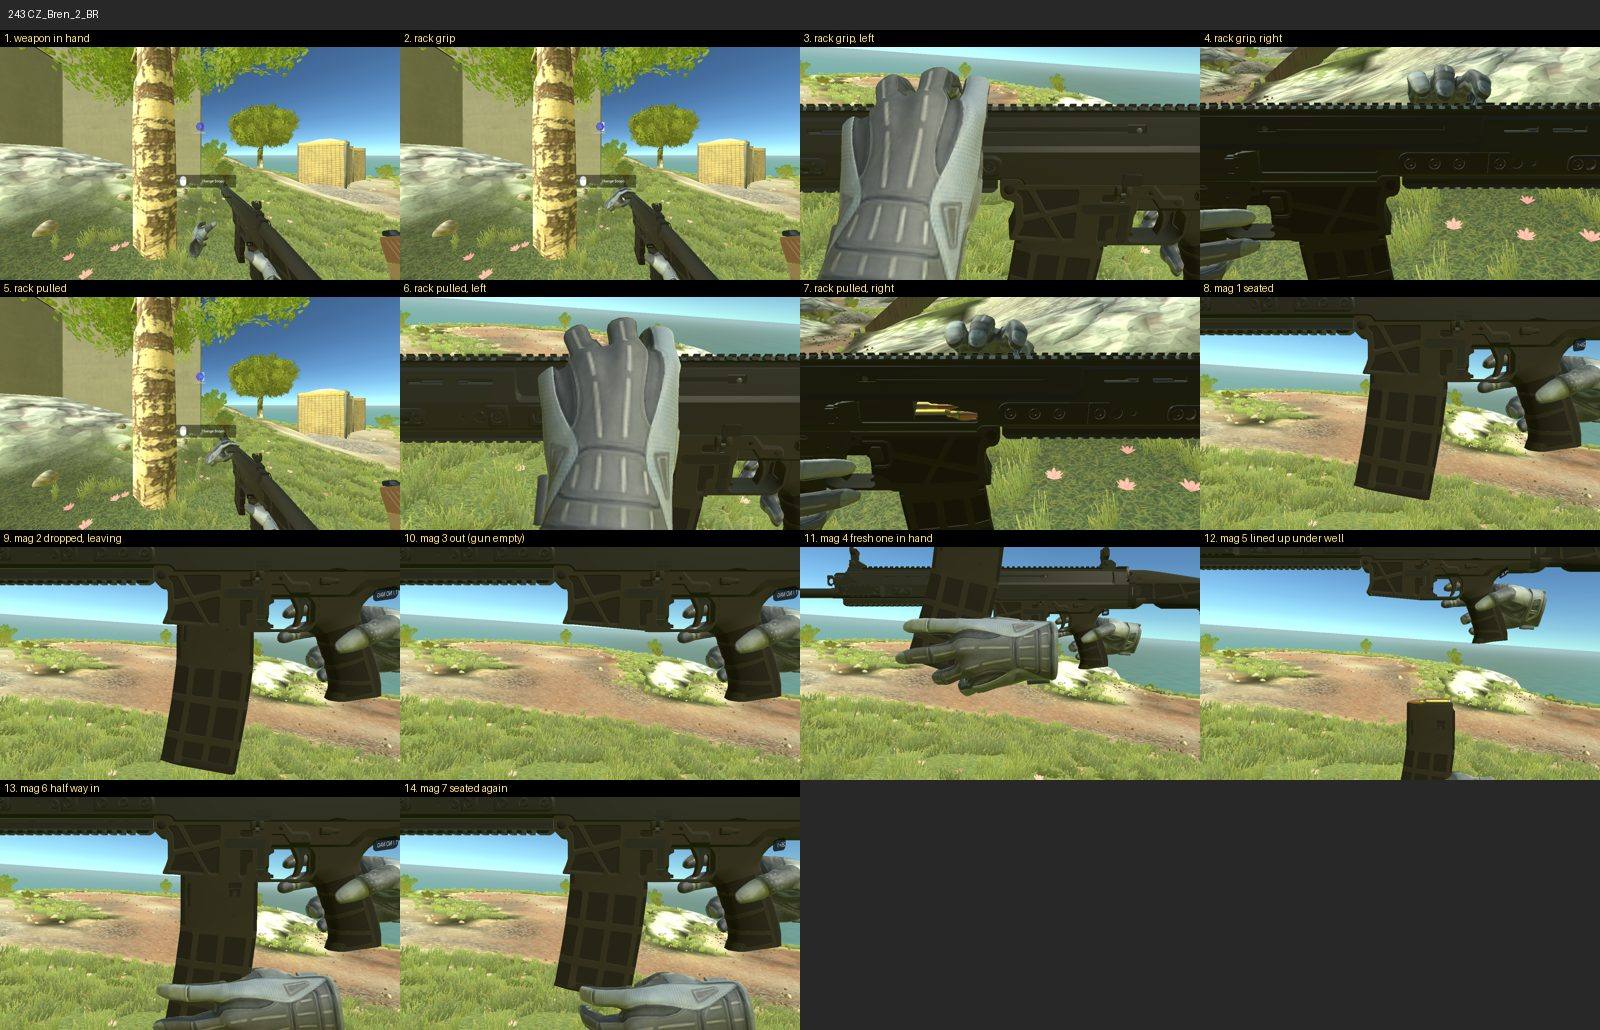 243 CZ_Bren_2_BR
1. weapon in hand
2. rack grip
3. rack grip, left
4. rack grip, right
5. rack pulled
6. rack pulled, left
7. rack pulled, right
8. mag 1 seated
9. mag 2 dropped, leaving
10. mag 3 out (gun empty)
11. mag 4 fresh one in hand
12. mag 5 lined up under well
13. mag 6 half way in
14. mag 7 seated again